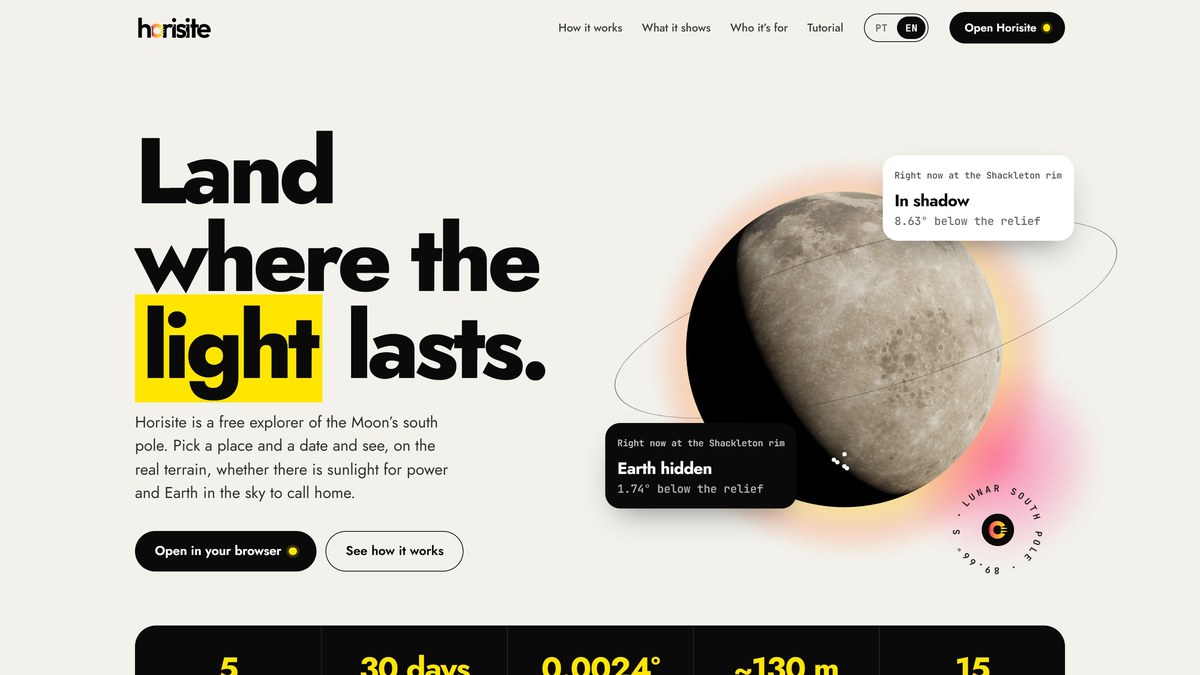 horisite
How it works
What it shows
Who it's for
Tutorial
PT
EN
Open Horisite
Land
where the
light lasts.
Horisite is a free explorer of the Moon's south
pole. Pick a place and a date and see, on the
real terrain, whether there is sunlight for power
and Earth in the sky to call home.
Open in your browser
See how it works
Right now at the Shackleton rim
In shadow
8.63° below the relief
Right now at the Shackleton rim
Earth hidden
1.74° below the relief
· LUNAR SOUTH POLE · 89.66° S
5
30 days
0.0024°
~130 m
15